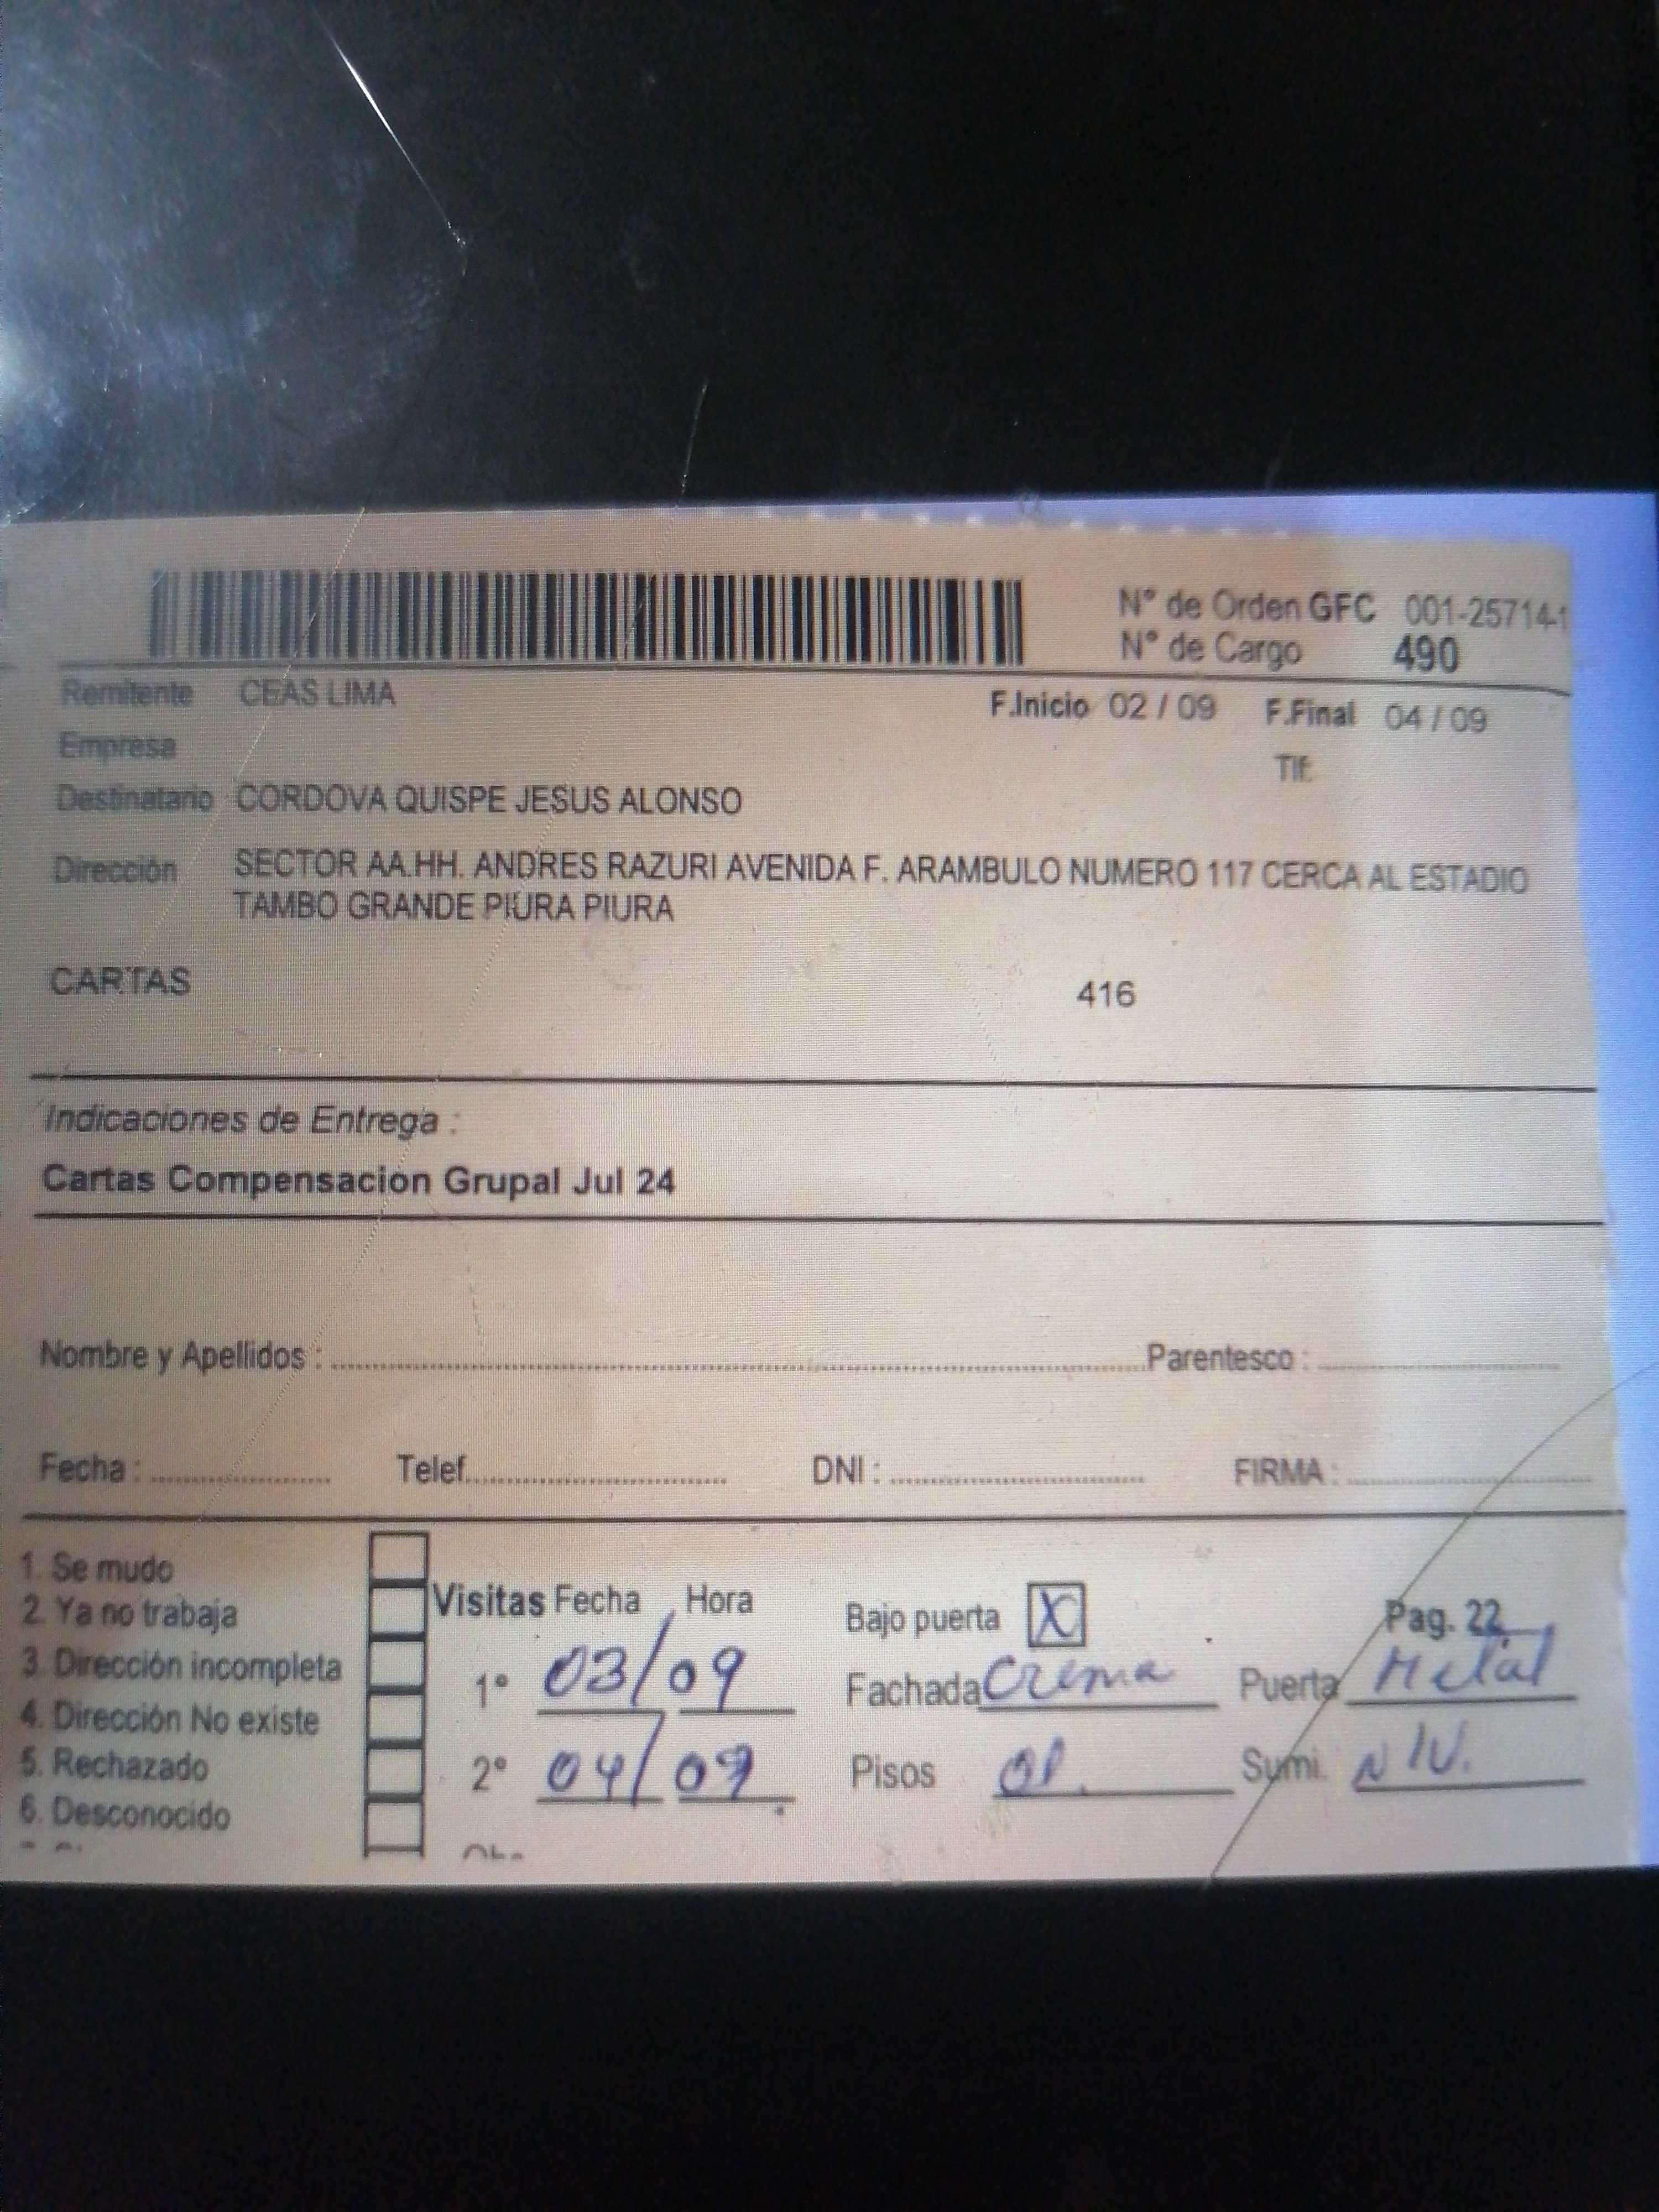 N° de Orden GFC 001-25714-1
N° de Cargo 490
Remitente CEAS LIMA F.Inicio 02 / 09 F.Final 04 / 09
Empresa Tlf.
Destinatario CORDOVA QUISPE JESUS ALONSO
Dirección SECTOR AA.HH. ANDRES RAZURI AVENIDA F. ARAMBULO NUMERO 117 CERCA AL ESTADIO
TAMBO GRANDE PIURA PIURA
CARTAS 416
Indicaciones de Entrega :
Cartas Compensacion Grupal Jul 24
Nombre y Apellidos : Parentesco :
Fecha : Telef. DNI : FIRMA :
1. Se mudo
2. Ya no trabaja
3. Dirección incompleta
4. Dirección No existe
5. Rechazado
6. Desconocido
Visitas Fecha Hora
1° 03/09
2° 04/09
Bajo puerta X Pag. 22
Fachada Crema Puerta Metal
Pisos 01. Sumi. N